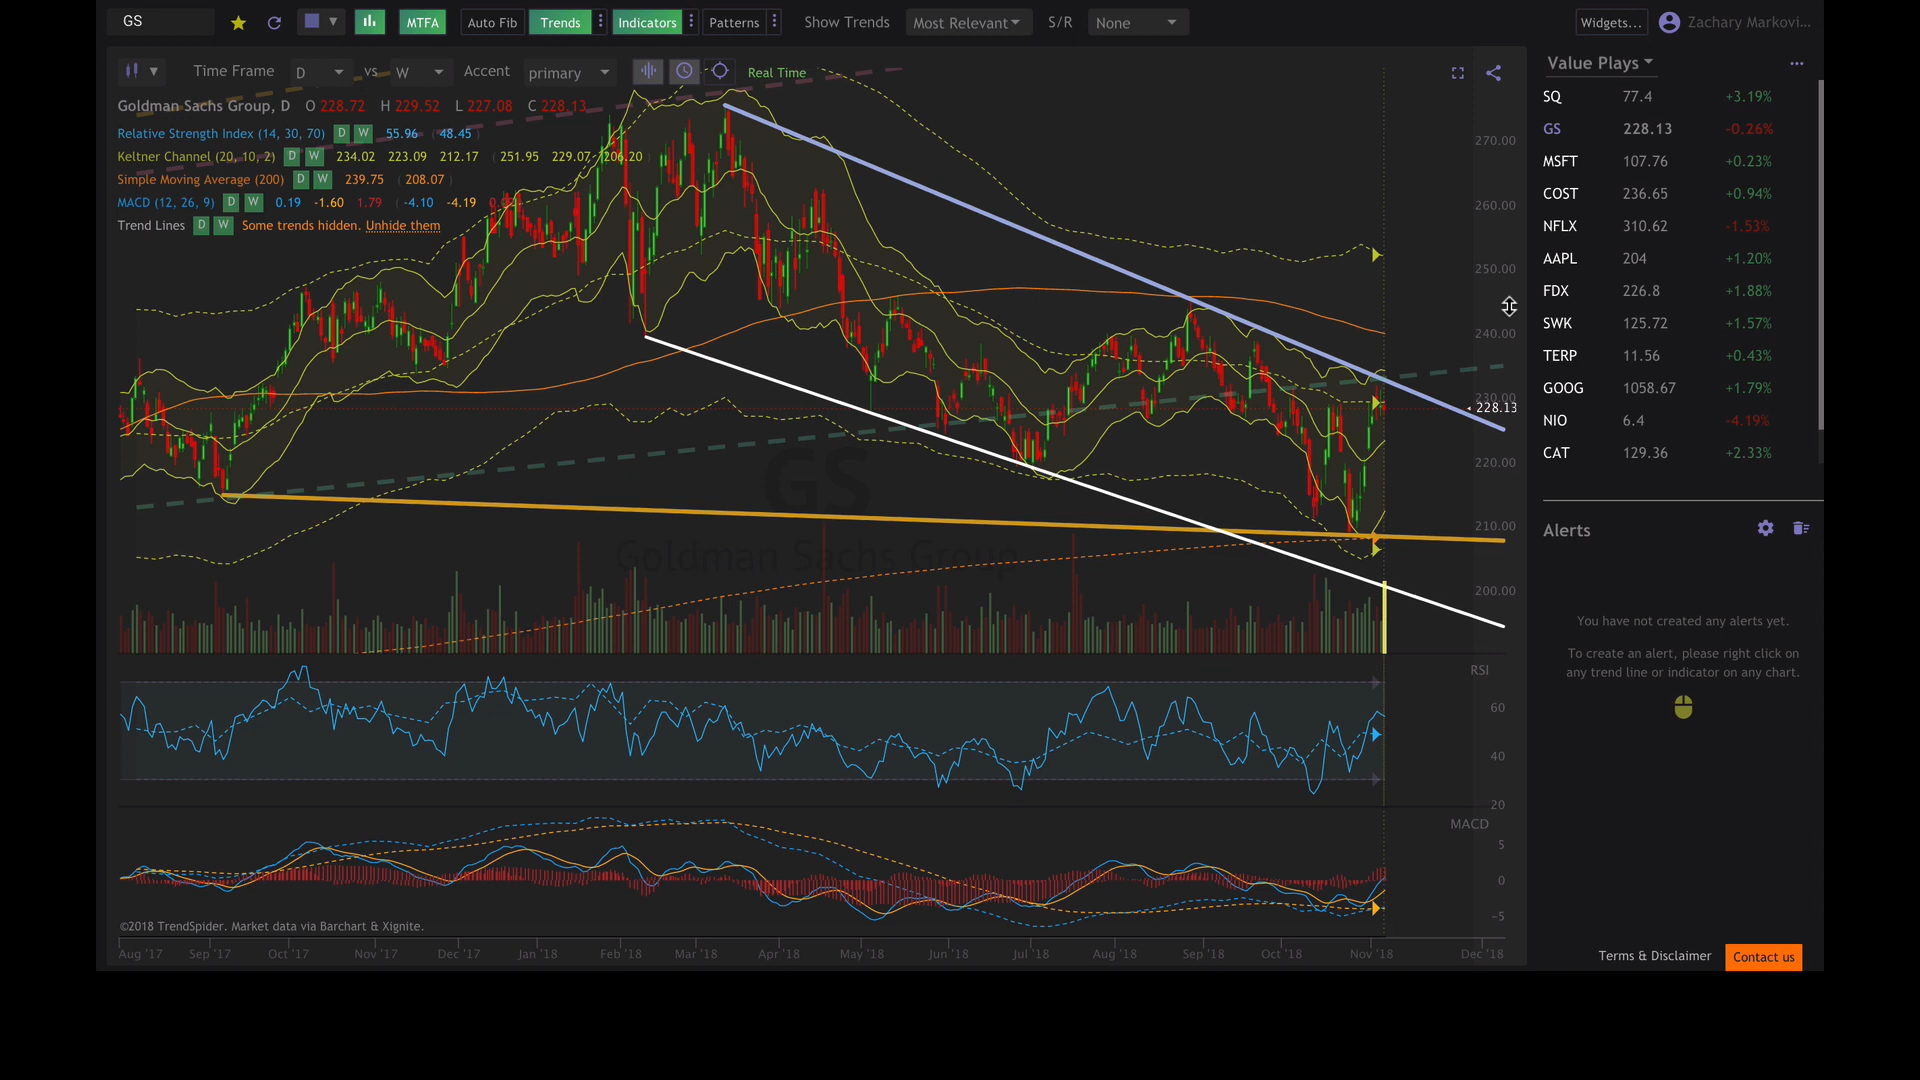 GS MTFA Auto Fib Trends Indicators Patterns Show Trends Most Relevant S/R None Widgets... Zachary Markovi...
Time Frame D vs W Accent primary Real Time
Goldman Sachs Group, D O 228.72 H 229.52 L 227.08 C 228.13
Relative Strength Index (14, 30, 70) D W 55.96 (48.45)
Keltner Channel (20, 10, 2) D W 234.02 223.09 212.17 (251.95 229.07 206.20)
Simple Moving Average (200) D W 239.75 (208.07)
MACD (12, 26, 9) D W 0.19 -1.60 1.79 (-4.10 -4.19
Trend Lines D W Some trends hidden. Unhide them
270.00
260.00
250.00
240.00
230.00
228.13
220.00
210.00
200.00
GS
Goldman Sachs Group
RSI
60
40
20
MACD
5
0
-5
©2018 TrendSpider. Market data via Barchart & Xignite.
Aug '17 Sep '17 Oct '17 Nov '17 Dec '17 Jan '18 Feb '18 Mar '18 Apr '18 May '18 Jun '18 Jul '18 Aug '18 Sep '18 Oct '18 Nov '18 Dec '18
Value Plays
SQ 77.4 +3.19%
GS 228.13 -0.26%
MSFT 107.76 +0.23%
COST 236.65 +0.94%
NFLX 310.62 -1.53%
AAPL 204 +1.20%
FDX 226.8 +1.88%
SWK 125.72 +1.57%
TERP 11.56 +0.43%
GOOG 1058.67 +1.79%
NIO 6.4 -4.19%
CAT 129.36 +2.33%
Alerts
You have not created any alerts yet.
To create an alert, please right click on
any trend line or indicator on any chart.
Terms & Disclaimer Contact us